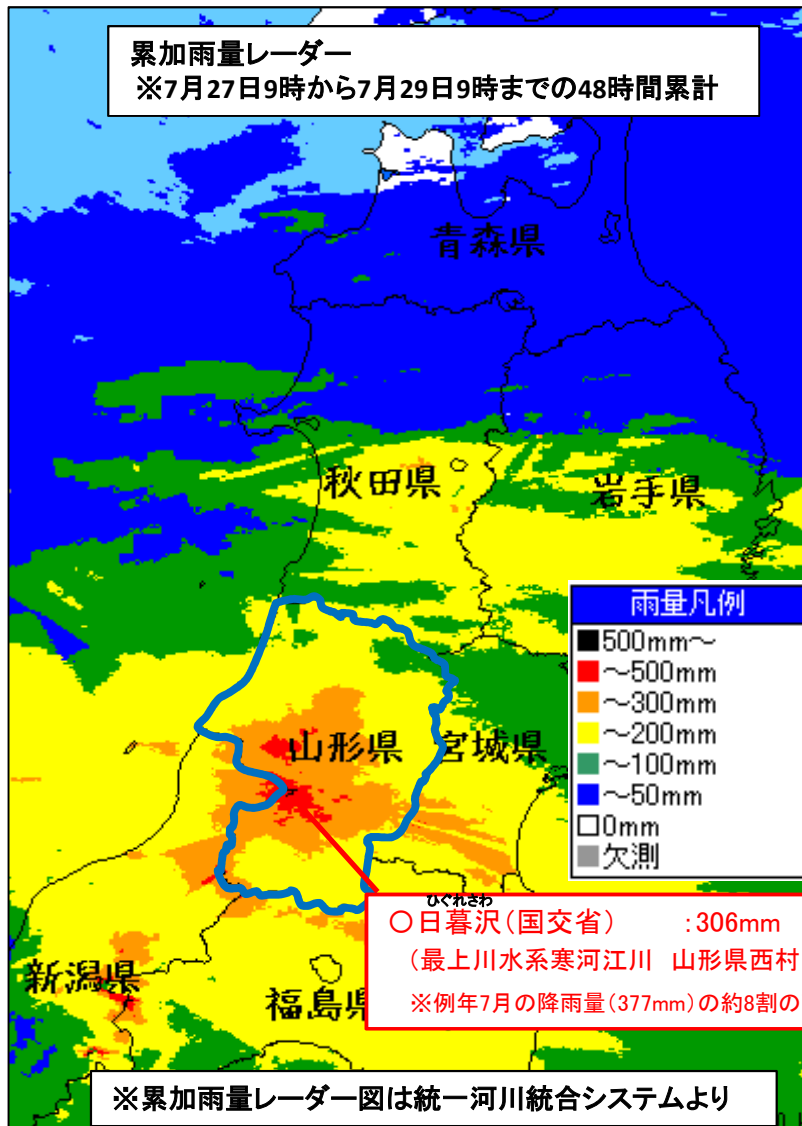 累加雨量レーダー
※7月27日9時から7月29日9時までの48時間累計
青森県
秋田県
岩手県
雨量凡例
500mm～
～500mm
～300mm
～200mm
～100mm
～50mm
0mm
欠測
山形県
宮城県
ひぐれさわ
〇日暮沢(国交省) :306mm
(最上川水系寒河江川 山形県西村
※例年7月の降雨量(377mm)の約8割の
新潟県
福島県
※累加雨量レーダー図は統一河川統合システムより